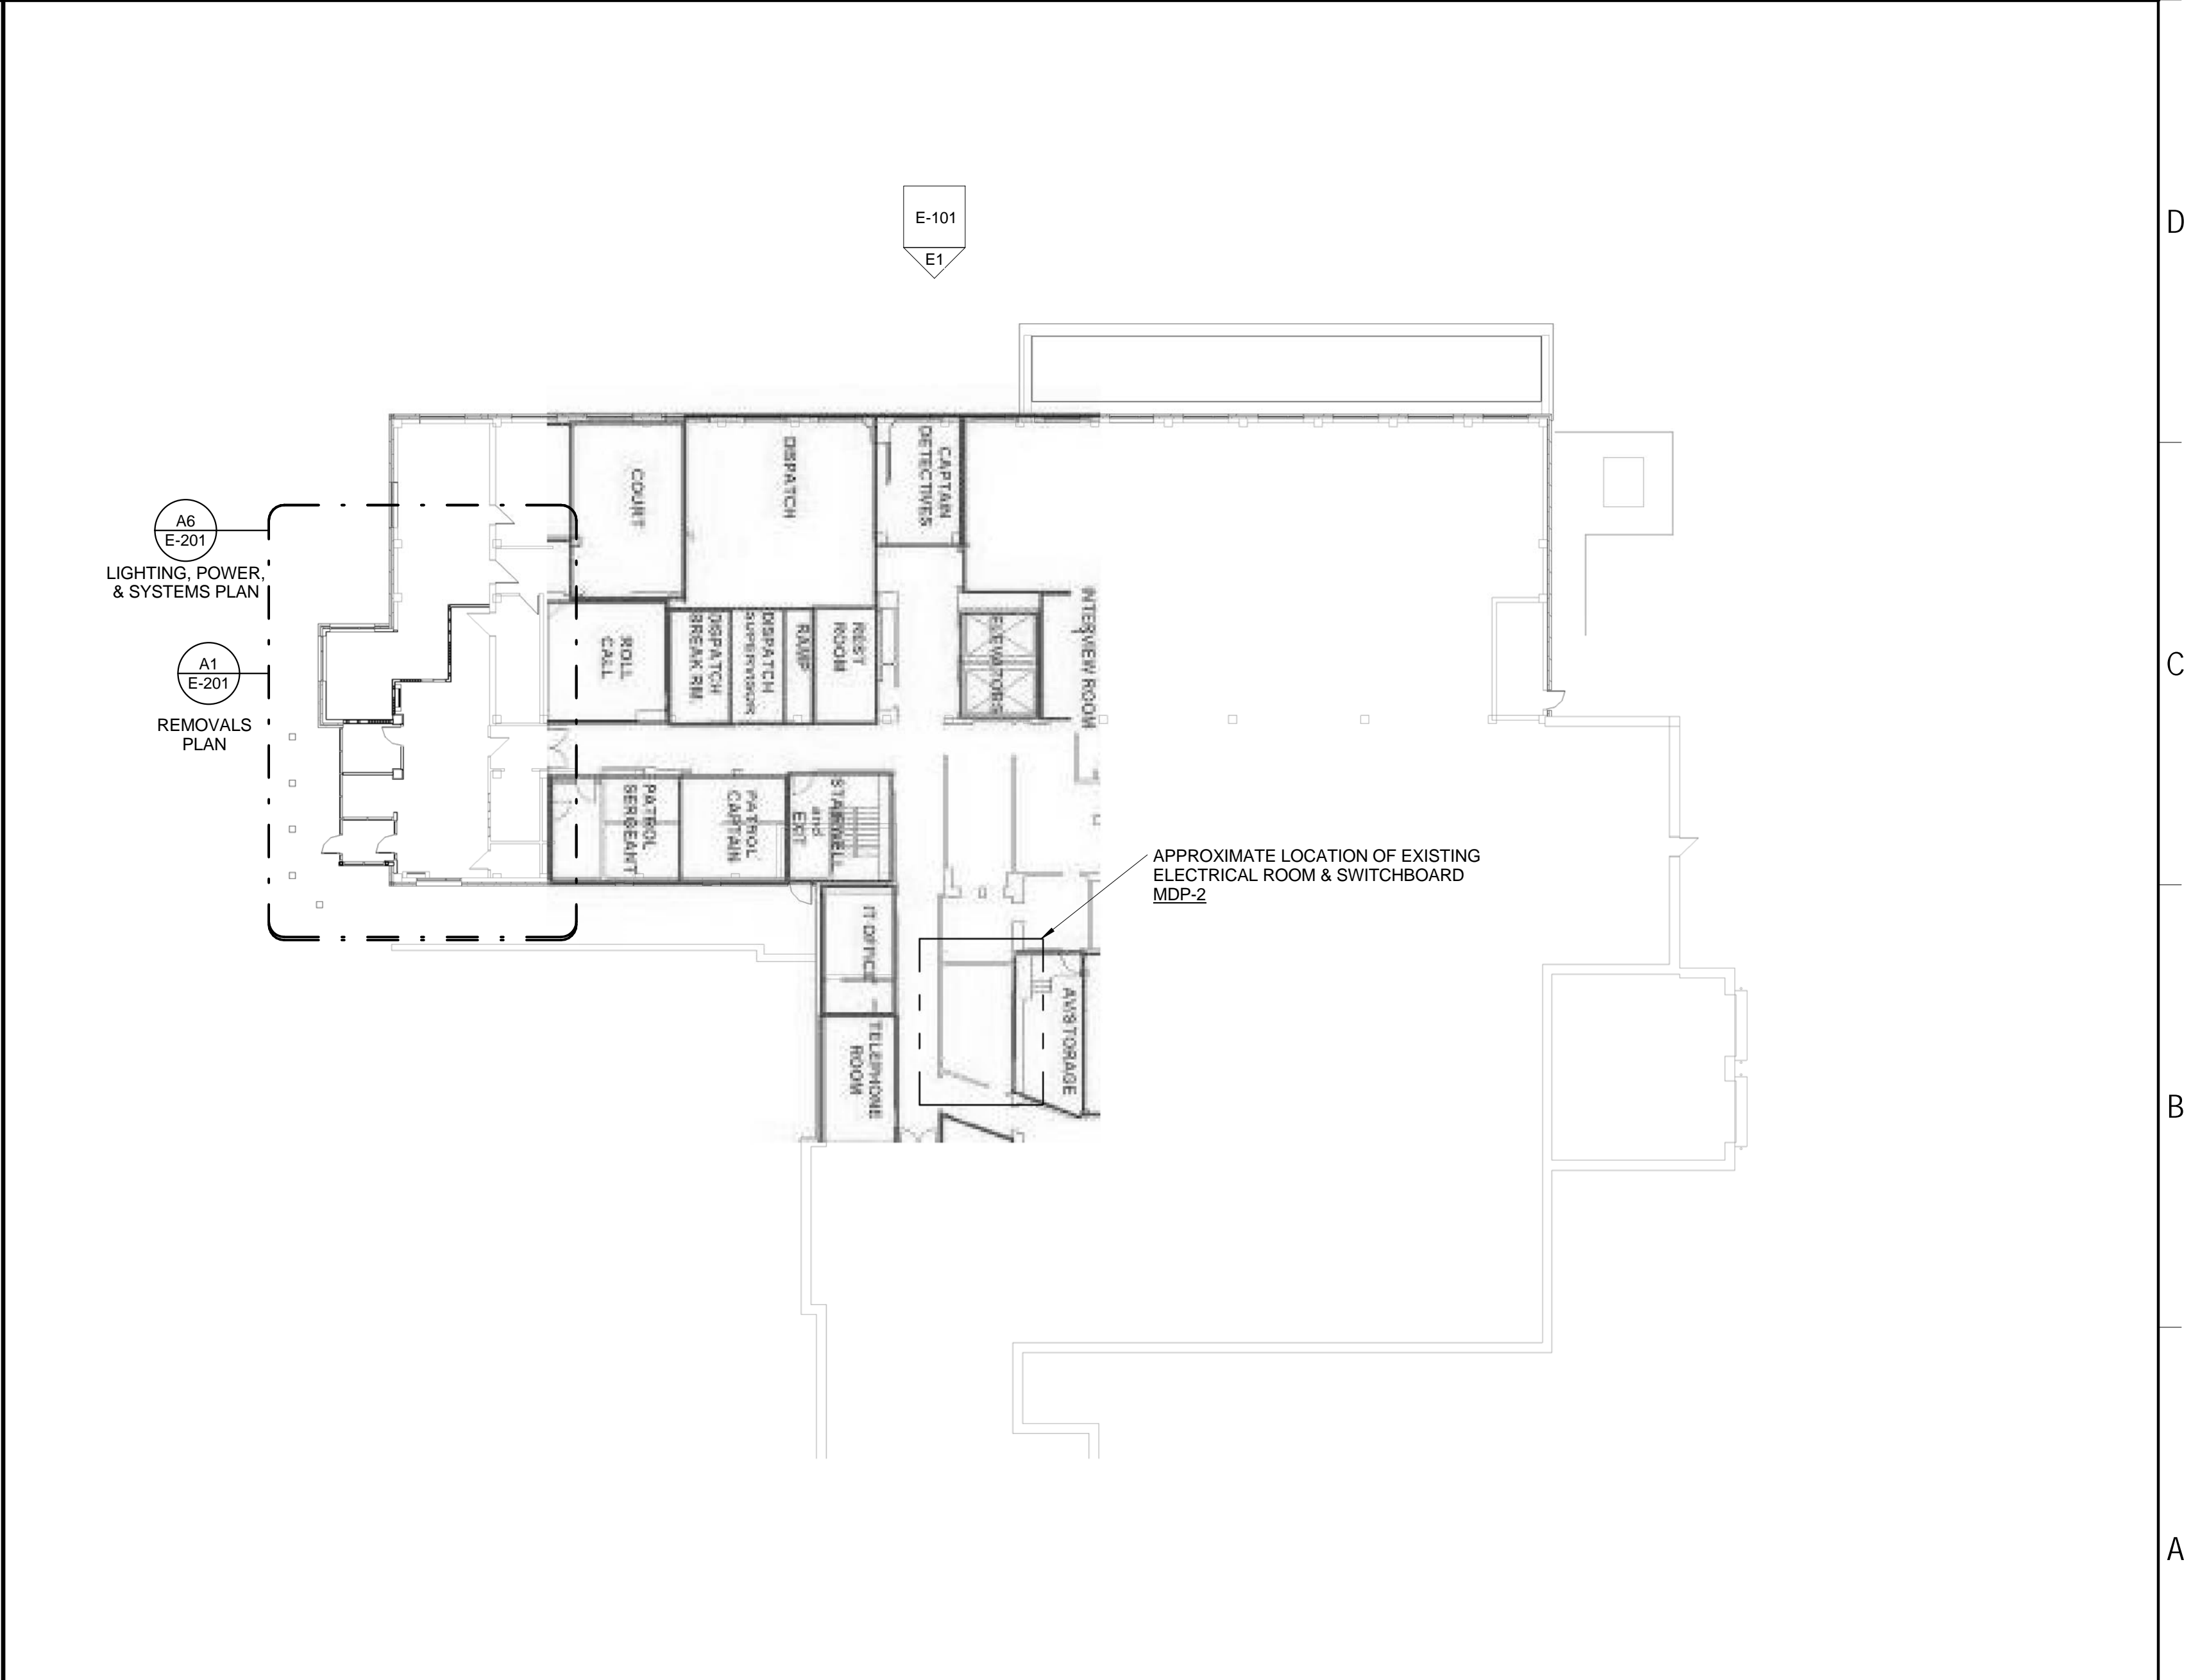 E-101
E1
D
CAPTAIN
DETECTIVES
DISPATCH
COURT
A6
E-201
LIGHTING, POWER,
& SYSTEMS PLAN
A1
E-201
REMOVALS
PLAN
ROLL
CALL
DISPATCH
BREAK RM.
DISPATCH
SUPERVISOR
RAMP
REST
ROOM
ELEVATORS
INTERVIEW ROOM
C
PATROL
SERGEANT
PATROL
CAPTAIN
STAIRWELL
and
EXIT
APPROXIMATE LOCATION OF EXISTING
ELECTRICAL ROOM & SWITCHBOARD
MDP-2
IT-OFFICE
TELEPHONE
ROOM
AV/STORAGE
B
A